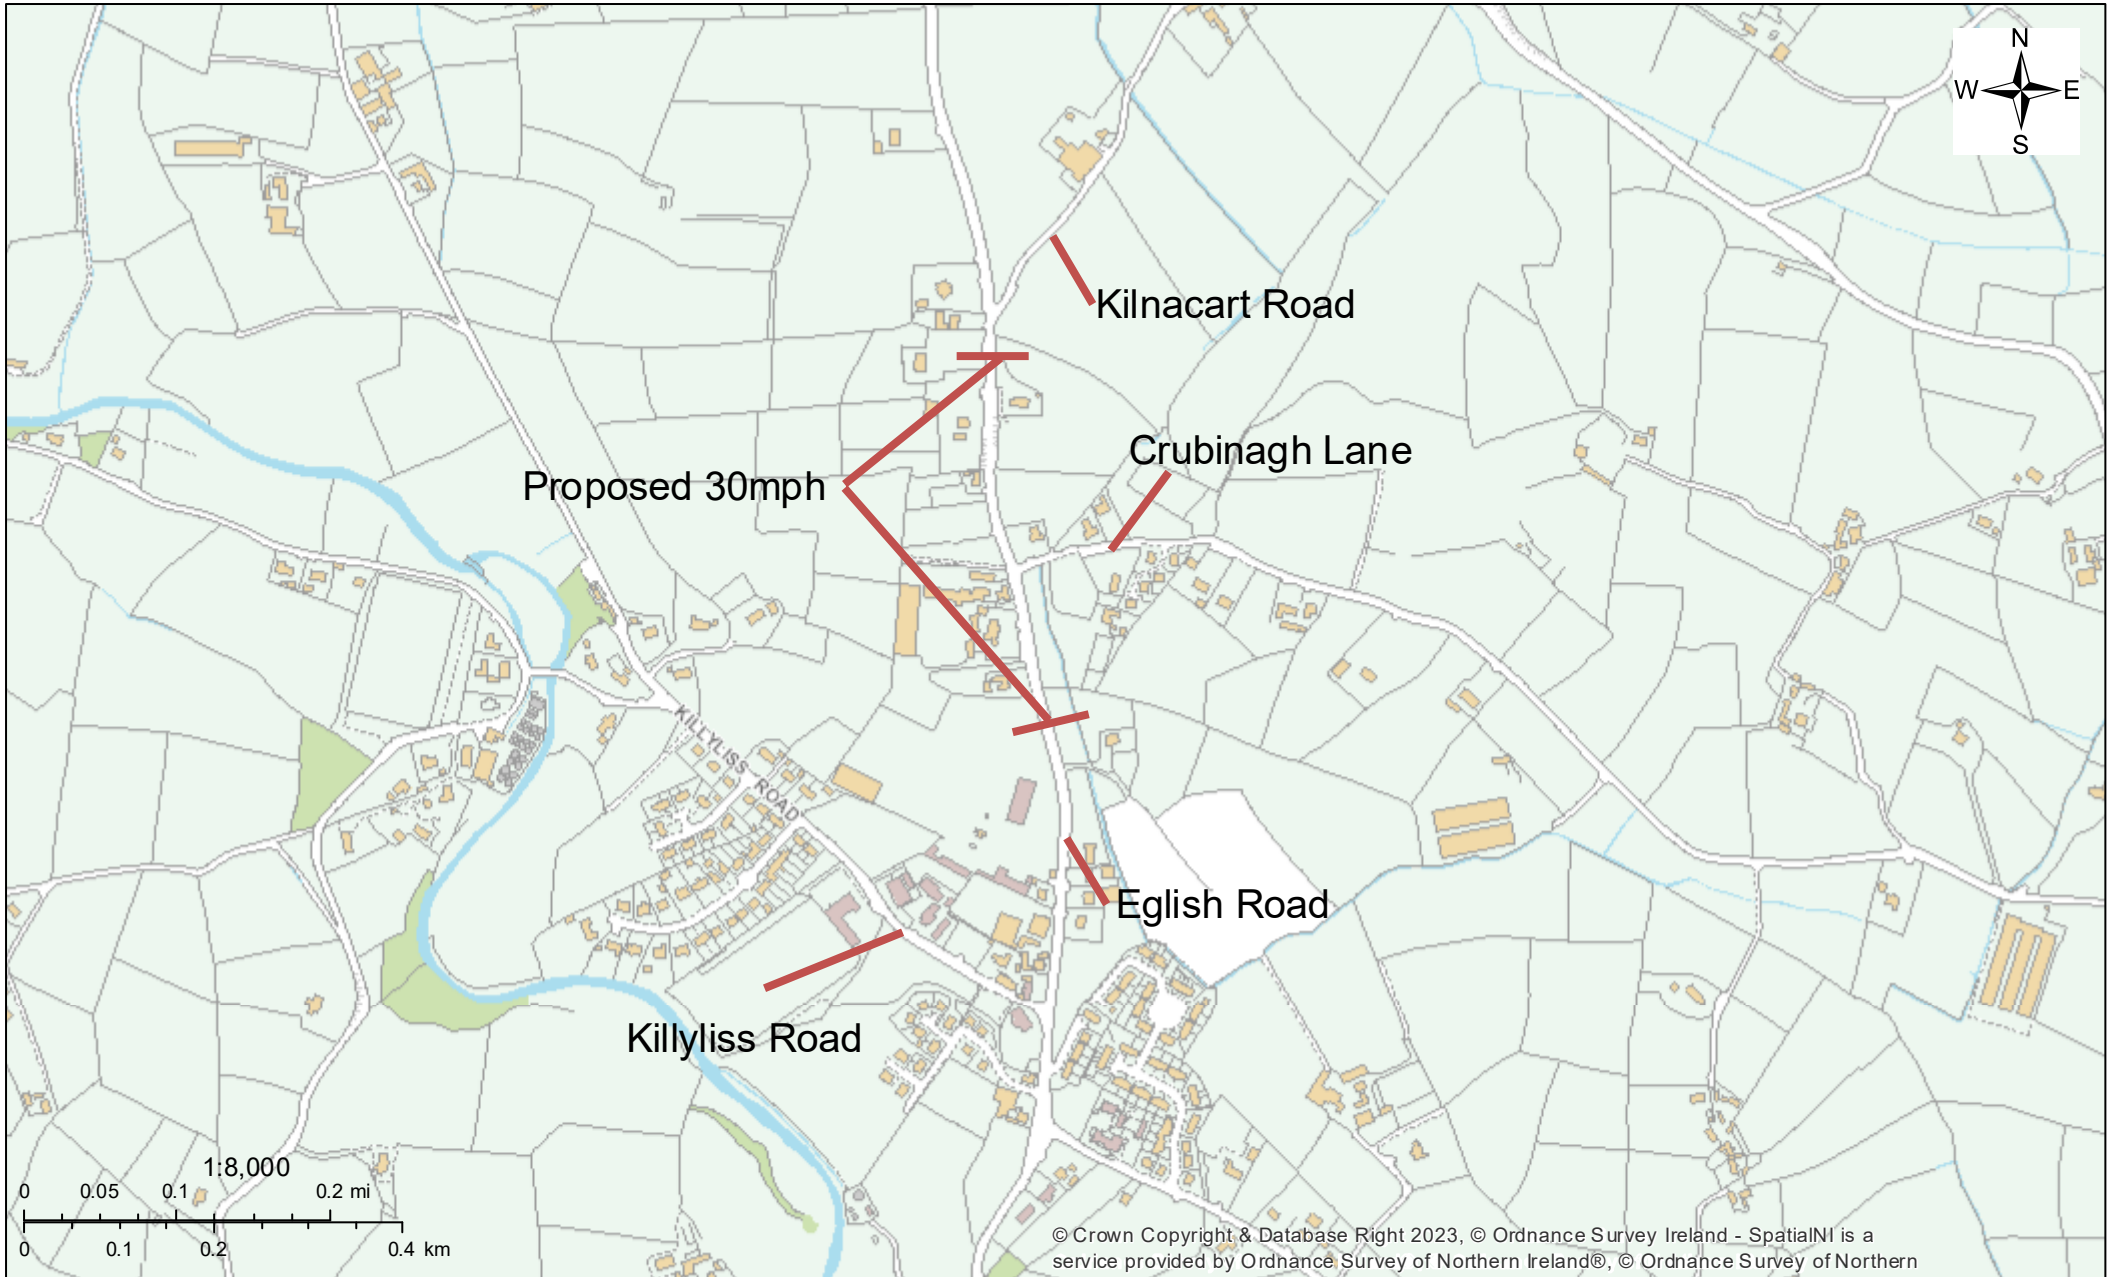 N
W E
S
Kilnacart Road
Crubinagh Lane
Proposed 30mph
KILLYLISS ROAD
Eglish Road
Killyliss Road
1:8,000
0 0.05 0.1 0.2 mi
0 0.1 0.2 0.4 km
© Crown Copyright & Database Right 2023, © Ordnance Survey Ireland - SpatialNI is a
service provided by Ordnance Survey of Northern Ireland®, © Ordnance Survey of Northern